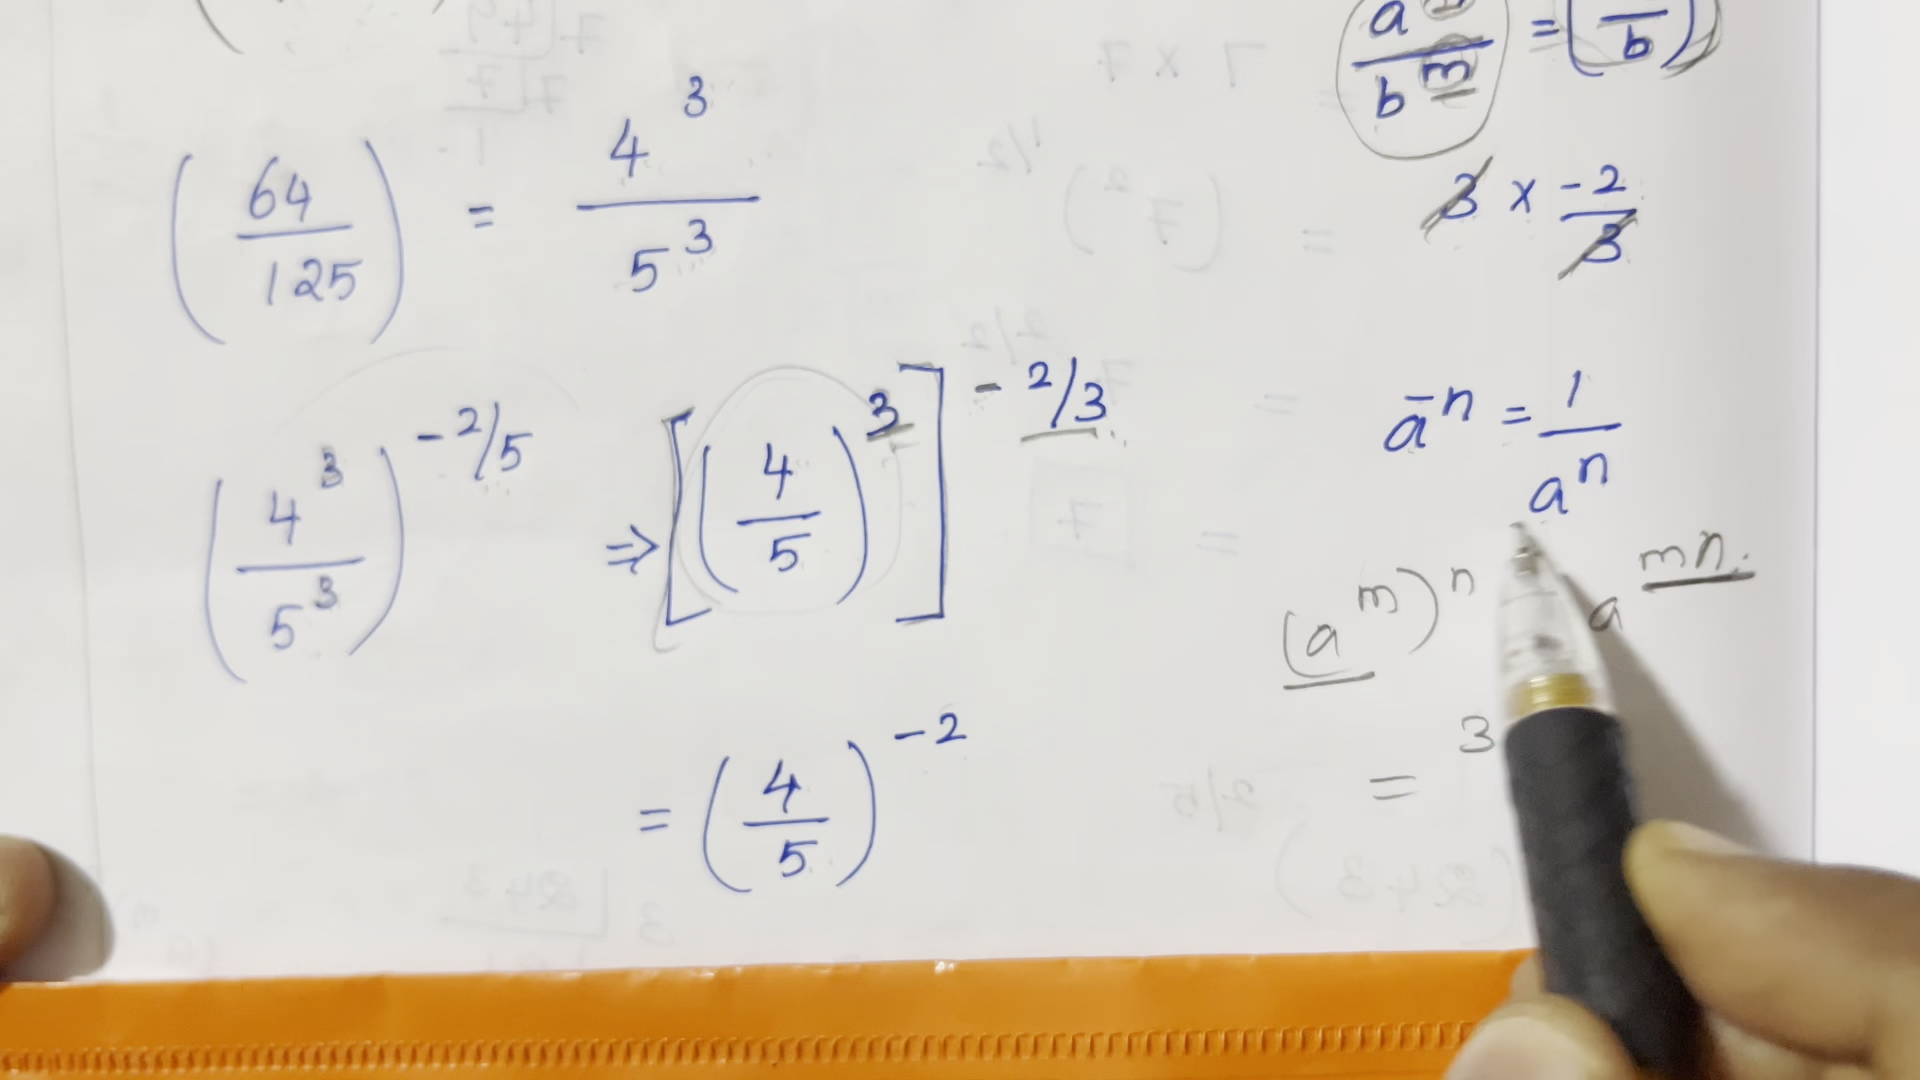 a^m / b^m = ( / b)
(64/125) = 4^3 / 5^3
3 × -2/3
(4^3 / 5^3)^-2/5 ⇒ [(4/5)^3]^-2/3
a^-n = 1/a^n
(a^m)^n a^mn.
= (4/5)^-2
= 3